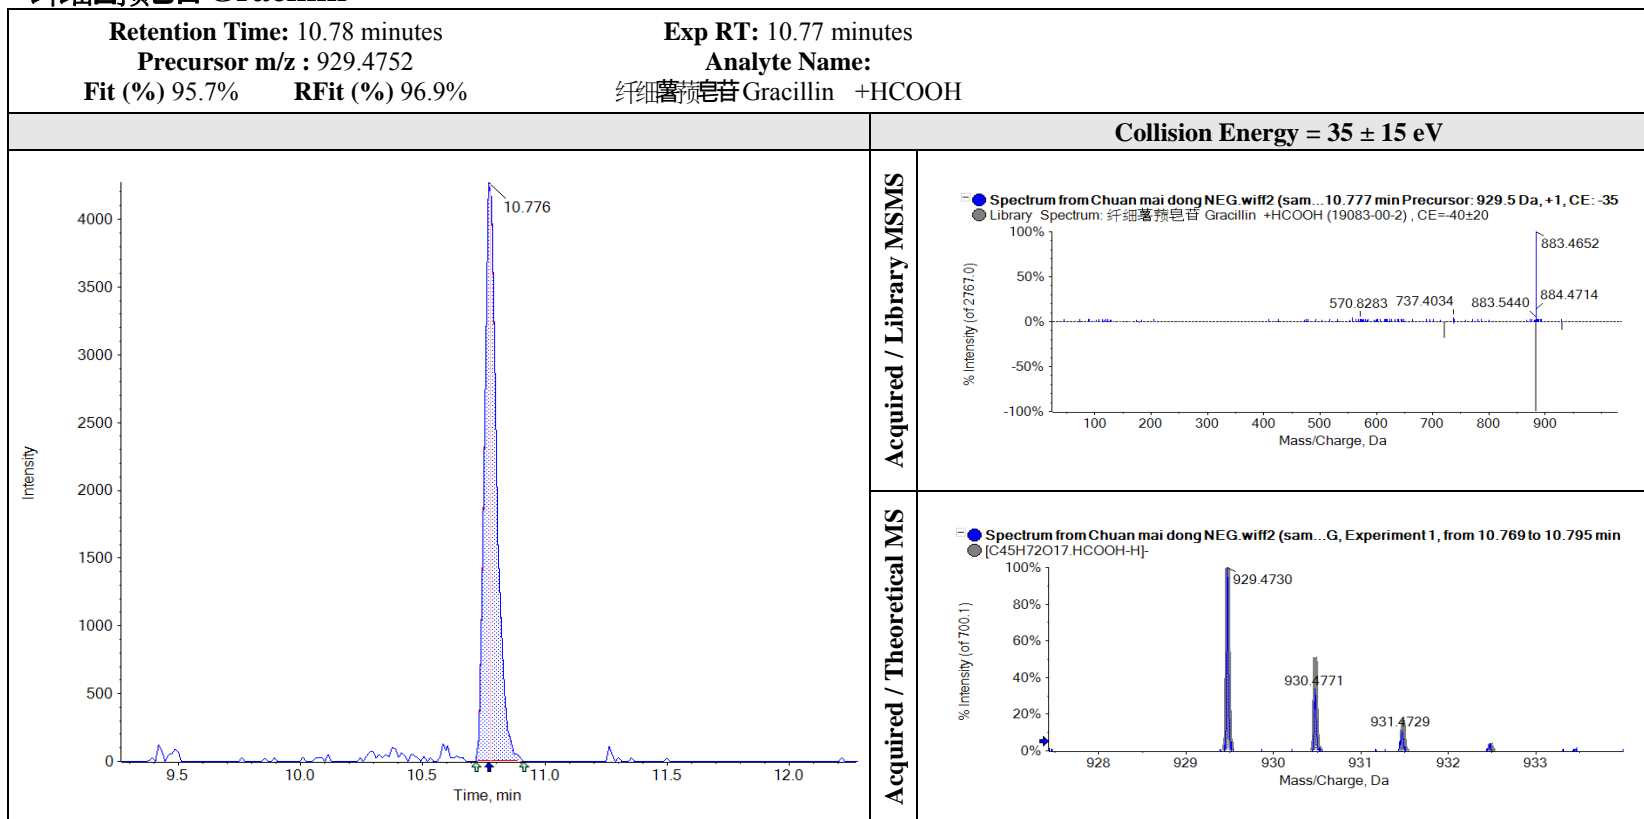 Retention Time: 10.78 minutes
Exp RT: 10.77 minutes
Precursor m/z : 929.4752
Analyte Name:
Fit (%) 95.7% RFit (%) 96.9%
纤细薯蓣皂苷 Gracillin +HCOOH
Collision Energy = 35 ± 15 eV
Intensity
4000
3500
3000
2500
2000
1500
1000
500
0
10.776
9.5 10.0 10.5 11.0 11.5 12.0
Time, min
Acquired / Library MSMS
Spectrum from Chuan mai dong NEG.wiff2 (sam...10.777 min Precursor: 929.5 Da, +1, CE: -35
Library Spectrum: 纤细薯蓣皂苷 Gracillin +HCOOH (19083-00-2) , CE=-40±20
% Intensity (of 2767.0)
100%
50%
0%
-50%
-100%
883.4652
570.8283 737.4034 883.5440 884.4714
100 200 300 400 500 600 700 800 900
Mass/Charge, Da
Acquired / Theoretical MS
Spectrum from Chuan mai dong NEG.wiff2 (sam...G, Experiment 1, from 10.769 to 10.795 min
[C45H72O17.HCOOH-H]-
% Intensity (of 700.1)
100%
80%
60%
40%
20%
0%
929.4730
930.4771
931.4729
928 929 930 931 932 933
Mass/Charge, Da